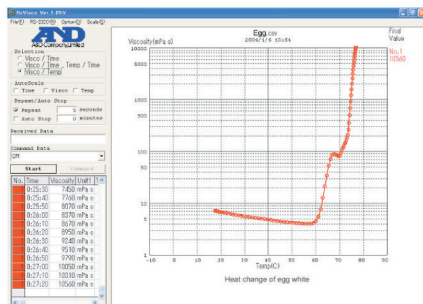 RsVisco Ver.1.06V
File(F) RS-232C(R) Option(O) Scale(S)
AND
A&D Company,Limited
Selection
Visco / Time
Visco / Time , Temp / Time
Visco / Temp
AutoScale
Time Visco Temp
Repeat/Auto Stop
Repeat 5 seconds
Auto Stop 0 minutes
Received Data
Command Data
QM
Start Command
No. Time Viscosity Unit1
0:25:30 7450 mPa s
0:25:40 7760 mPa s
0:25:50 8070 mPa s
0:26:00 8370 mPa s
0:26:10 8670 mPa s
0:26:20 8950 mPa s
0:26:30 9240 mPa s
0:26:40 9510 mPa s
0:26:50 9790 mPa s
0:27:00 10050 mPa s
0:27:10 10310 mPa s
0:27:20 10560 mPa s
Egg.csv
Viscosity(mPa s)
Final Value
No.1
10560
10000
5000
1000
500
100
50
10
5
1
-10 0 10 20 30 40 50 60 70 80 90
Temp(C)
Heat change of egg white